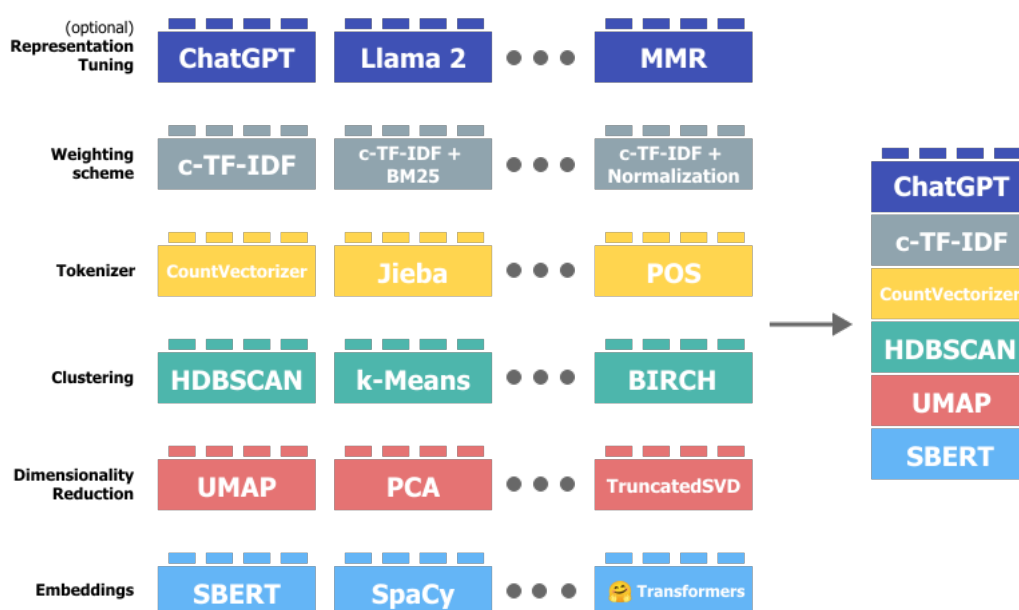 (optional)
Representation
Tuning
ChatGPT
Llama 2
MMR
Weighting
scheme
c-TF-IDF
c-TF-IDF +
BM25
c-TF-IDF +
Normalization
Tokenizer
CountVectorizer
Jieba
POS
Clustering
HDBSCAN
k-Means
BIRCH
Dimensionality
Reduction
UMAP
PCA
TruncatedSVD
Embeddings
SBERT
SpaCy
🤗 Transformers
ChatGPT
c-TF-IDF
CountVectorizer
HDBSCAN
UMAP
SBERT